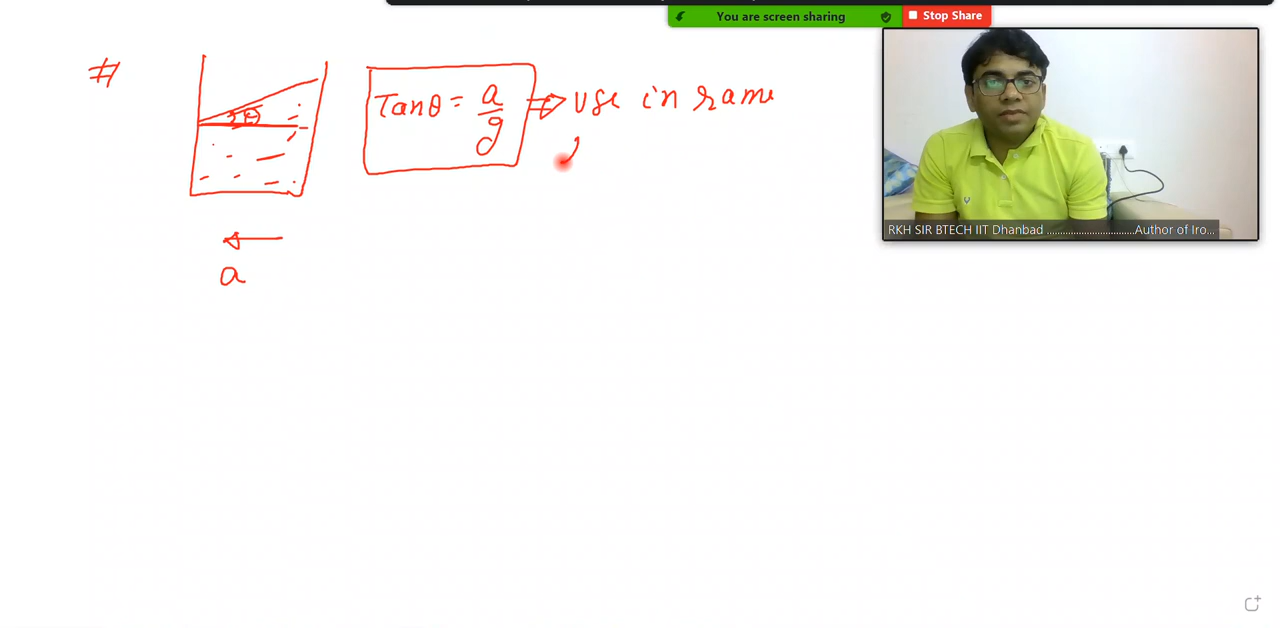 You are screen sharing
Stop Share
#
θ
Tanθ = a/g ⇒ use in same
a
RKH SIR BTECH IIT Dhanbad ..................................Author of Iro...